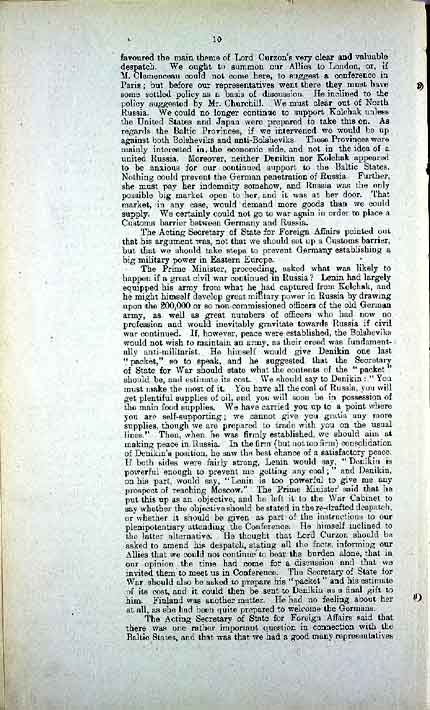 10
favoured the main theme of Lord Curzon's very clear and valuable
despatch. We ought to summon our Allies to London, or, if
M. Clemenceau could not come here, to suggest a conference in
Paris; but before our representatives went there they must have
some settled policy as a basis of discussion. He inclined to the
policy suggested by Mr. Churchill. We must clear out of North
Russia. We could no longer continue to support Kolchak unless
the United States and Japan were prepared to take this on. As
regards the Baltic Provinces, if we intervened we would be up
against both Bolsheviks and anti-Bolsheviks. These Provinces were
mainly interested in the economic side, and not in the idea of a
united Russia. Moreover, neither Denikin nor Kolchak appeared
to be anxious for our continued support to the Baltic States.
Nothing could prevent the German penetration of Russia. Further,
she must pay her indemnity somehow, and Russia was the only
possible big market open to her, and it was at her door. That
market, in any case, would demand more goods than we could
supply. We certainly could not go to war again in order to place a
Customs barrier between Germany and Russia.
The Acting Secretary of State for Foreign Affairs pointed out
that his argument was, not that we should set up a Customs barrier,
but that we should take steps to prevent Germany establishing a
big military power in Eastern Europe.
The Prime Minister, proceeding, asked what was likely to
happen if a great civil war continued in Russia? Lenin had largely
equipped his army from what he had captured from Kolchak, and
he might himself develop great military power in Russia by drawing
upon the 200,000 or so non-commissioned officers of the old German
army, as well as great numbers of officers who had now no
profession and would inevitably gravitate towards Russia if civil
war continued. If, however, peace were established, the Bolsheviks
would not wish to maintain an army, as their creed was fundament-
ally anti-militarist. He himself would give Denikin one last
"packet," so to speak, and he suggested that the Secretary
of State for War should state what the contents of the "packet"
should be, and estimate its cost. We should say to Denikin: "You
must make the most of it. You have all the coal of Russia, you will
get plentiful supplies of oil, and you will soon be in possession of
the main food supplies. We have carried you up to a point where
you are self-supporting; we cannot give you gratis any more
supplies, though we are prepared to trade with you on the usual
lines." Then, when he was firmly established, we should aim at
making peace in Russia. In the firm (but not too firm) consolidation
of Denikin's position, he saw the best chance of a satisfactory peace.
If both sides were fairly strong, Lenin would say, "Denikin is
powerful enough to prevent me getting any coal;" and Denikin,
on his part, would say, "Lenin is too powerful to give me any
prospect of reaching Moscow." The Prime Minister said that he
put this up as an objective, and he left it to the War Cabinet to
say whether the objective should be stated in the re-drafted despatch,
or whether it should be given as part of the instructions to our
plenipotentiary attending the Conference. He himself inclined to
the latter alternative. He thought that Lord Curzon should be
asked to amend his despatch, stating all the facts, informing our
Allies that we could not continue to bear the burden alone, that in
our opinion the time had come for a discussion and that we
invited them to meet us in Conference. The Secretary of State for
War should also be asked to prepare his "packet" and his estimate
of its cost, and it could then be sent to Denikin as a final gift to
him. Finland was another matter. He had no feeling about her
at all, as she had been quite prepared to welcome the Germans.
The Acting Secretary of State for Foreign Affairs said that
there was one rather important question in connection with the
Baltic States, and that was that we had a good many representatives